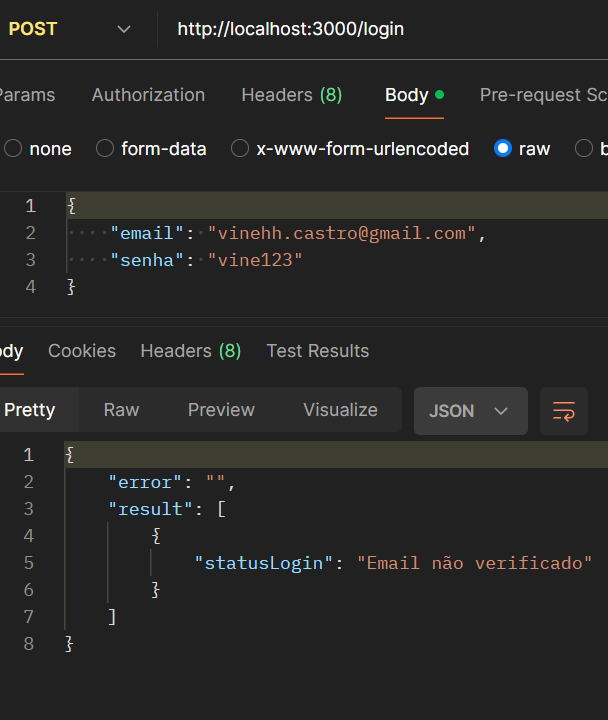 POST http://localhost:3000/login
Params Authorization Headers (8) Body Pre-request Sc
none form-data x-www-form-urlencoded raw b
1 {
2 "email": "vinehh.castro@gmail.com",
3 "senha": "vine123"
4 }
ody Cookies Headers (8) Test Results
Pretty Raw Preview Visualize JSON
1 {
2 "error": "",
3 "result": [
4 {
5 "statusLogin": "Email não verificado"
6 }
7 ]
8 }